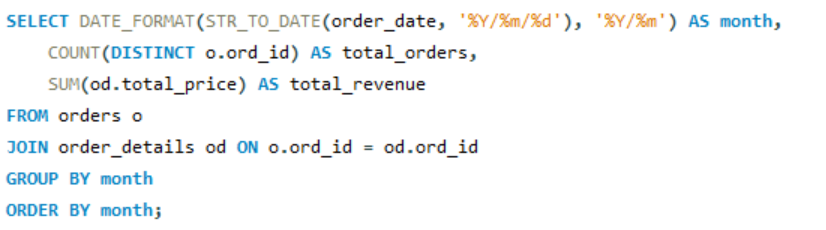 SELECT DATE_FORMAT(STR_TO_DATE(order_date, '%Y/%m/%d'), '%Y/%m') AS month,
    COUNT(DISTINCT o.ord_id) AS total_orders,
    SUM(od.total_price) AS total_revenue
FROM orders o
JOIN order_details od ON o.ord_id = od.ord_id
GROUP BY month
ORDER BY month;